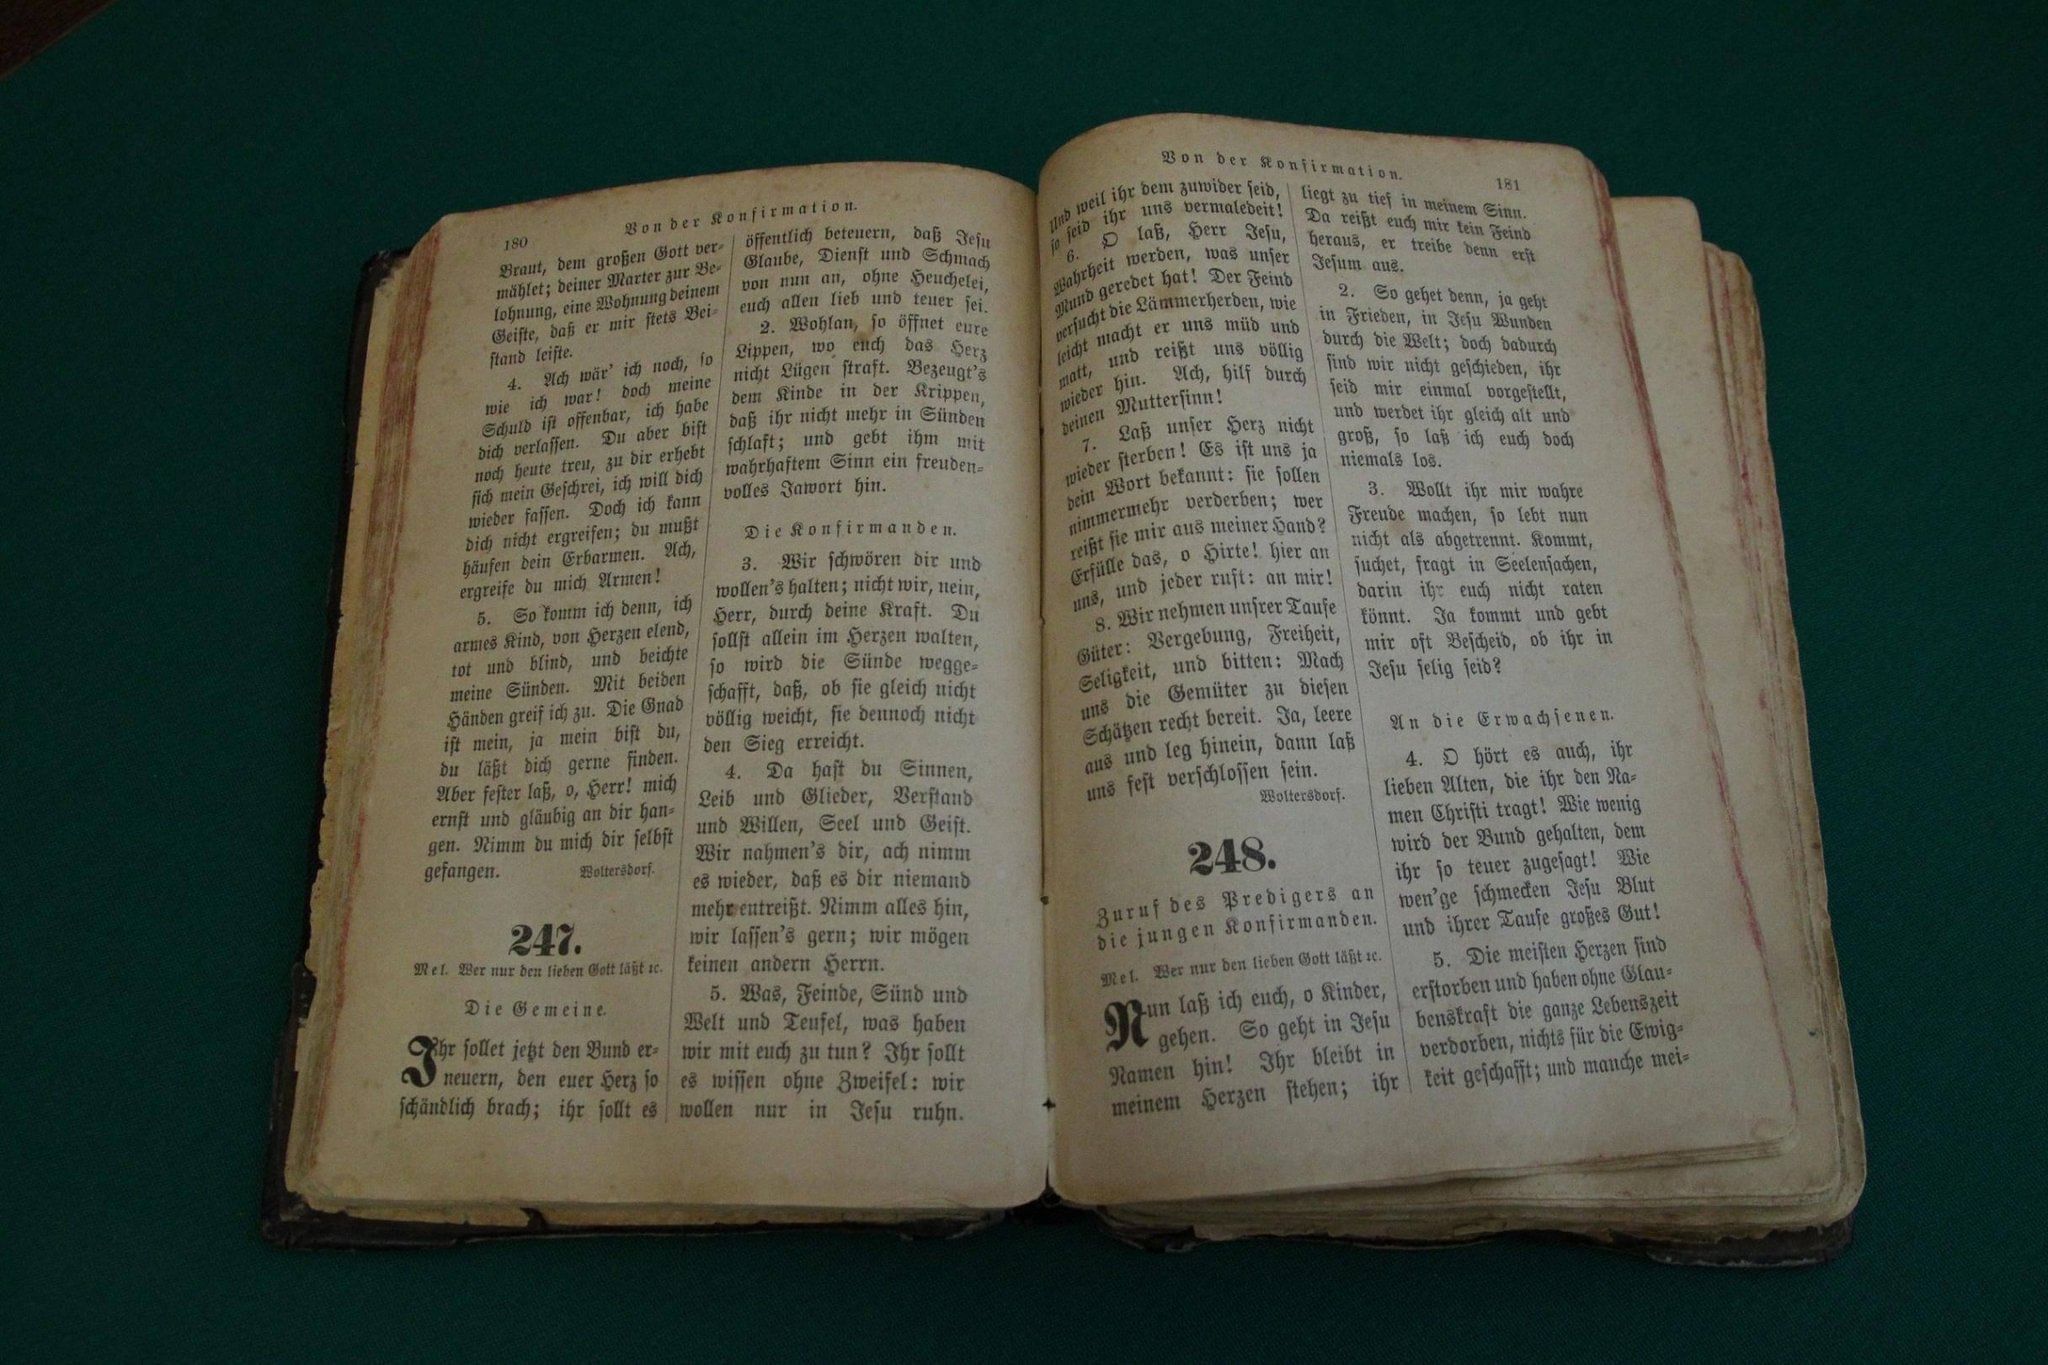 180
Von der Konfirmation.
Braut, dem großen Gott ver-
mählet; deiner Marter zur Be-
lohnung, eine Wohnung deinem
Geiste, daß er mir stets Bei-
stand leiste.
4. Ach wär' ich noch, so
wie ich war! doch meine
Schuld ist offenbar, ich habe
dich verlassen. Du aber bist
noch heute treu, zu dir erhebt
sich mein Geschrei, ich will dich
wieder fassen. Doch ich kann
dich nicht ergreifen; du mußt
häufen dein Erbarmen. Ach,
ergreife du mich Armen!
5. So komm ich denn, ich
armes Kind, von Herzen elend,
tot und blind, und beichte
meine Sünden. Mit beiden
Händen greif ich zu. Die Gnad
ist mein, ja mein bist du,
du läßt dich gerne finden.
Aber fester laß, o, Herr! mich
ernst und gläubig an dir han-
gen. Nimm du mich dir selbst
gefangen. Woltersdorf.
247.
Mel. Wer nur den lieben Gott läßt ꝛc.
Die Gemeine.
Ihr sollet jetzt den Bund er-
neuern, den euer Herz so
schändlich brach; ihr sollt es
öffentlich beteuern, daß Jesu
Glaube, Dienst und Schmach
von nun an, ohne Heuchelei,
euch allen lieb und teuer sei.
2. Wohlan, so öffnet eure
Lippen, wo euch das Herz
nicht Lügen straft. Bezeugt's
dem Kinde in der Krippen,
daß ihr nicht mehr in Sünden
schlaft; und gebt ihm mit
wahrhaftem Sinn ein freuden-
volles Jawort hin.
Die Konfirmanden.
3. Wir schwören dir und
wollen's halten; nicht wir, nein,
Herr, durch deine Kraft. Du
sollst allein im Herzen walten,
so wird die Sünde wegge-
schafft, daß, ob sie gleich nicht
völlig weicht, sie dennoch nicht
den Sieg erreicht.
4. Da hast du Sinnen,
Leib und Glieder, Verstand
und Willen, Seel und Geist.
Wir nahmen's dir, ach nimm
es wieder, daß es dir niemand
mehr entreißt. Nimm alles hin,
wir lassen's gern; wir mögen
keinen andern Herrn.
5. Was, Feinde, Sünd und
Welt und Teufel, was haben
wir mit euch zu tun? Ihr sollt
es wissen ohne Zweifel: wir
wollen nur in Jesu ruhn.
Von der Konfirmation.
181
Und weil ihr dem zuwider seid,
so seid ihr uns vermaledeit!
6. O laß, Herr Jesu,
Wahrheit werden, was unser
Mund geredet hat! Der Feind
versucht die Lämmerherden, wie
leicht macht er uns müd und
matt, und reißt uns völlig
wieder hin. Ach, hilf durch
deinen Muttersinn!
7. Laß unser Herz nicht
wieder sterben! Es ist uns ja
dein Wort bekannt: sie sollen
nimmermehr verderben; wer
reißt sie mir aus meiner Hand?
Erfülle das, o Hirte! hier an
uns, und jeder ruft: an mir!
8. Wir nehmen unsrer Taufe
Güter: Vergebung, Freiheit,
Seligkeit, und bitten: Mach
uns die Gemüter zu diesen
Schätzen recht bereit. Ja, leere
aus und leg hinein, dann laß
uns fest verschlossen sein.
Woltersdorf.
248.
Zuruf des Predigers an
die jungen Konfirmanden.
Mel. Wer nur den lieben Gott läßt ꝛc.
Nun laß ich euch, o Kinder,
gehen. So geht in Jesu
Namen hin! Ihr bleibt in
meinem Herzen stehen; ihr
liegt zu tief in meinem Sinn.
Da reißt euch mir kein Feind
heraus, er treibe denn erst
Jesum aus.
2. So gehet denn, ja geht
in Frieden, in Jesu Wunden
durch die Welt; doch dadurch
sind wir nicht geschieden, ihr
seid mir einmal vorgestellt,
und werdet ihr gleich alt und
groß, so laß ich euch doch
niemals los.
3. Wollt ihr mir wahre
Freude machen, so lebt nun
nicht als abgetrennt. Kommt,
suchet, fragt in Seelensachen,
darin ihr euch nicht raten
könnt. Ja kommt und gebt
mir oft Bescheid, ob ihr in
Jesu selig seid?
An die Erwachsenen.
4. O hört es auch, ihr
lieben Alten, die ihr den Na-
men Christi tragt! Wie wenig
wird der Bund gehalten, dem
ihr so teuer zugesagt! Wie
wen'ge schmecken Jesu Blut
und ihrer Taufe großes Gut!
5. Die meisten Herzen sind
erstorben und haben ohne Glau-
benskraft die ganze Lebenszeit
verdorben, nichts für die Ewig-
keit geschafft; und manche mei-